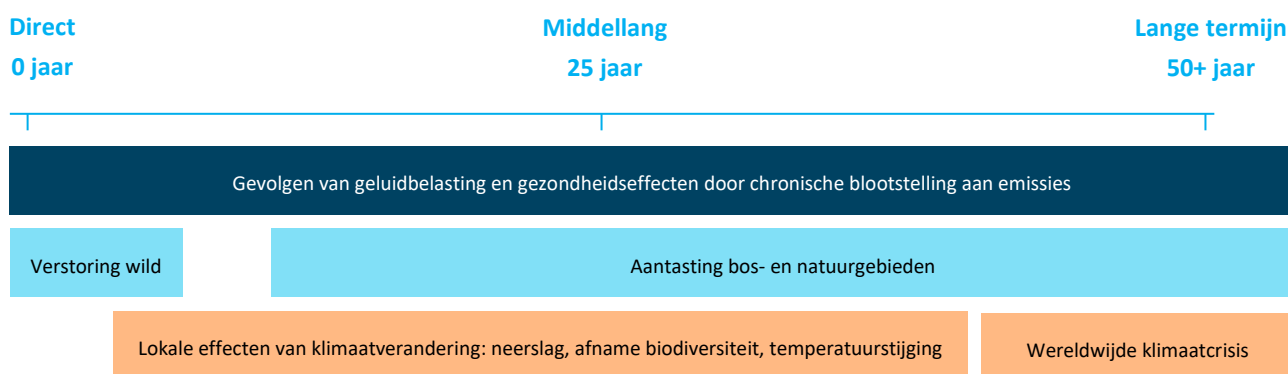 Direct
Middellang
Lange termijn
0 jaar
25 jaar
50+ jaar
Gevolgen van geluidbelasting en gezondheidseffecten door chronische blootstelling aan emissies
Verstoring wild
Aantasting bos- en natuurgebieden
Lokale effecten van klimaatverandering: neerslag, afname biodiversiteit, temperatuurstijging
Wereldwijde klimaatcrisis